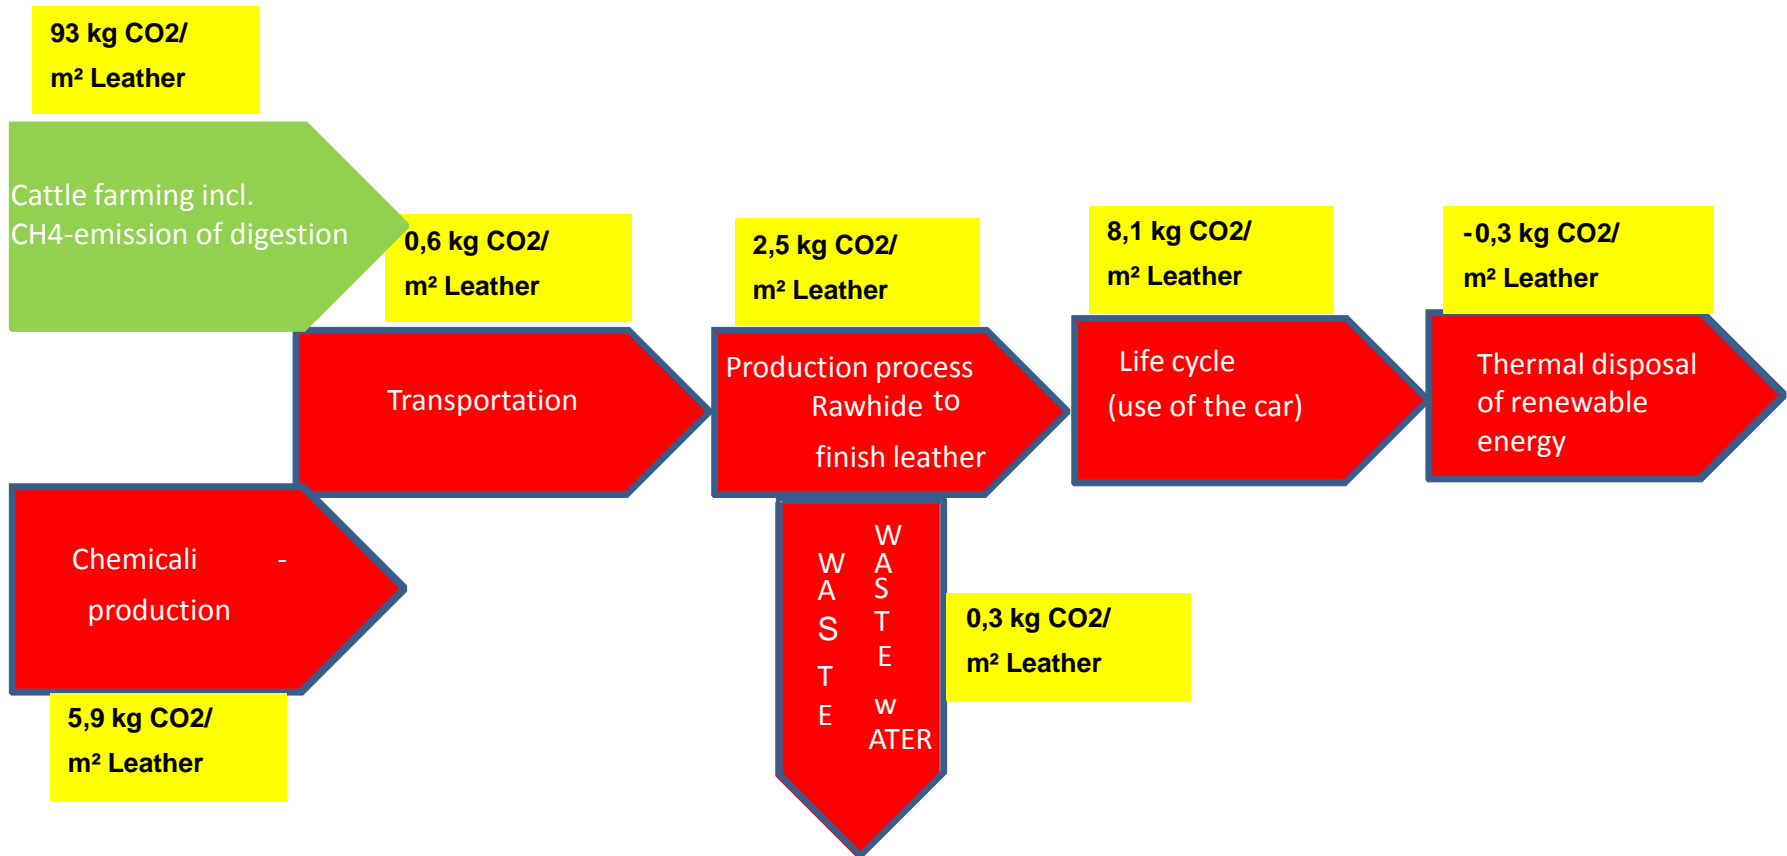 93 kg CO2/
m² Leather
Cattle farming incl.
CH4-emission of digestion
0,6 kg CO2/
m² Leather
2,5 kg CO2/
m² Leather
8,1 kg CO2/
m² Leather
-0,3 kg CO2/
m² Leather
Transportation
Production process
Rawhide to
finish leather
Life cycle
(use of the car)
Thermal disposal
of renewable
energy
Chemicali -
production
5,9 kg CO2/
m² Leather
W
A
S
T
E
W
A
S
T
E
w
ATER
0,3 kg CO2/
m² Leather